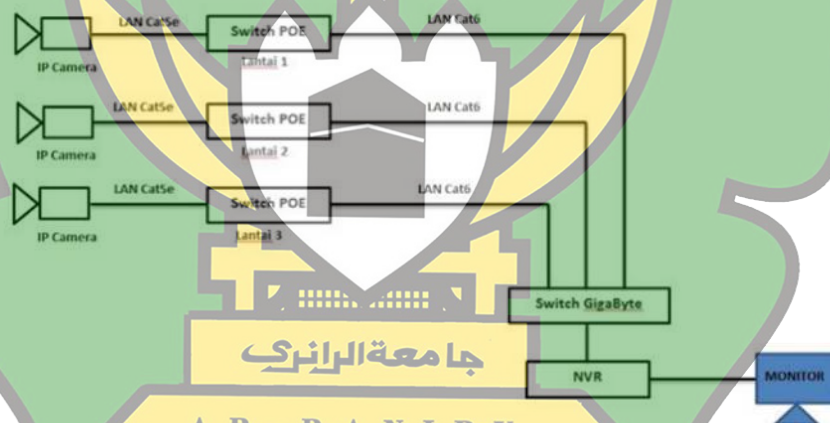 LAN Cat5e
Switch POE
LAN Cat6
IP Camera
Lantai 1
LAN Cat5e
Switch POE
LAN Cat6
IP Camera
Lantai 2
LAN Cat5e
Switch POE
LAN Cat6
IP Camera
Lantai 3
Switch GigaByte
جامعةالرانرى
NVR
MONITOR
A R - R A N I R Y